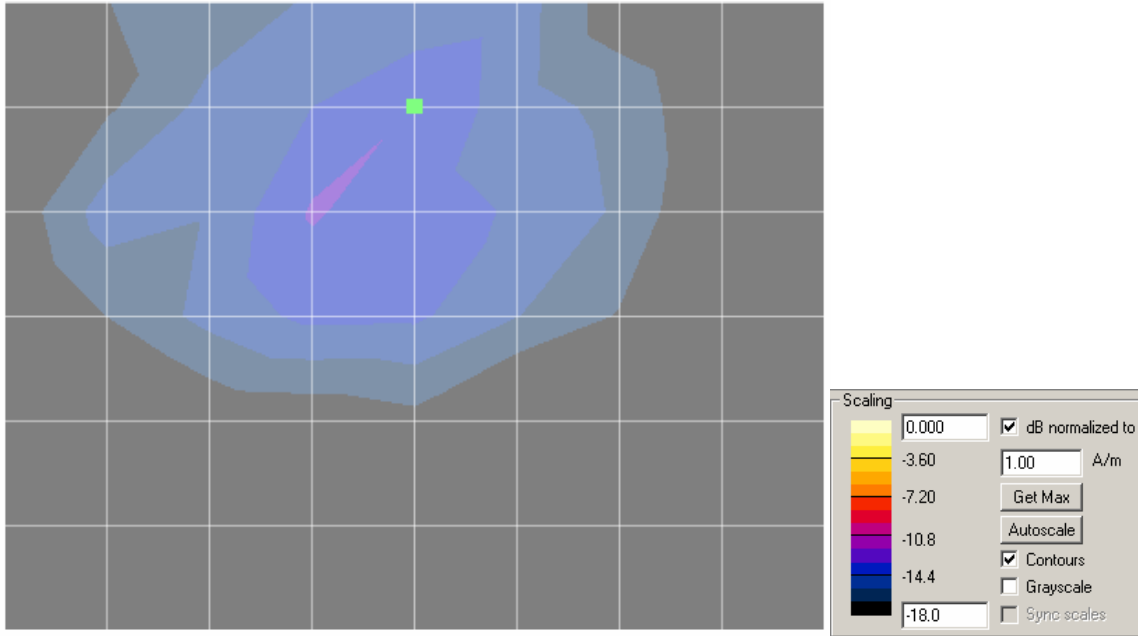 Scaling
0.000
dB normalized to
-3.60
1.00 A/m
-7.20
Get Max
-10.8
Autoscale
Contours
-14.4
Grayscale
-18.0
Sync scales